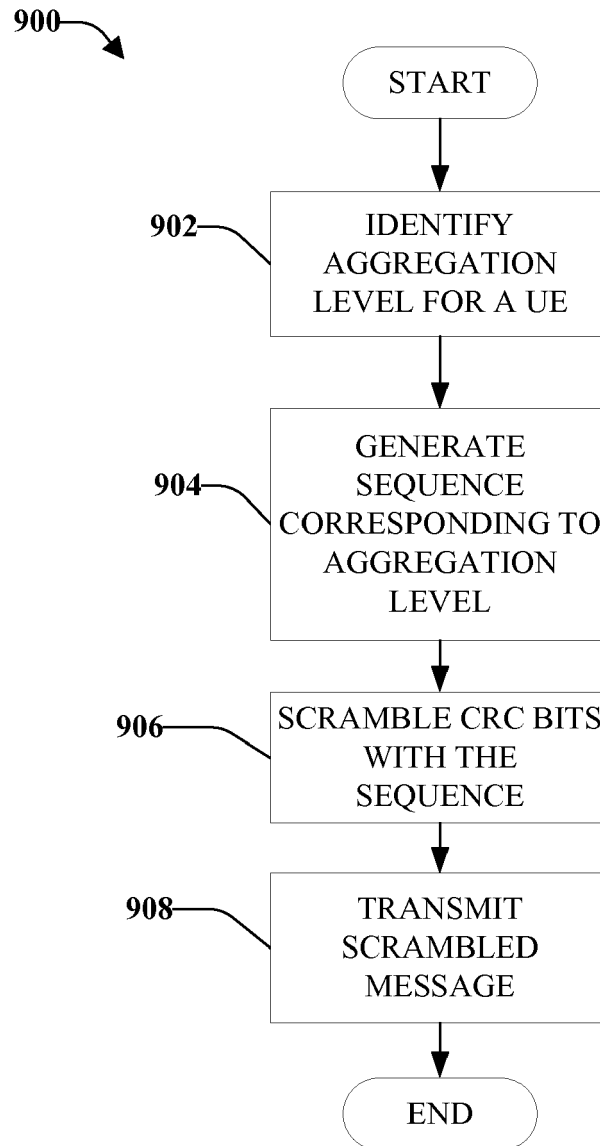 900
START
902
IDENTIFY
AGGREGATION
LEVEL FOR A UE
904
GENERATE
SEQUENCE
CORRESPONDING TO
AGGREGATION
LEVEL
906
SCRAMBLE CRC BITS
WITH THE
SEQUENCE
908
TRANSMIT
SCRAMBLED
MESSAGE
END